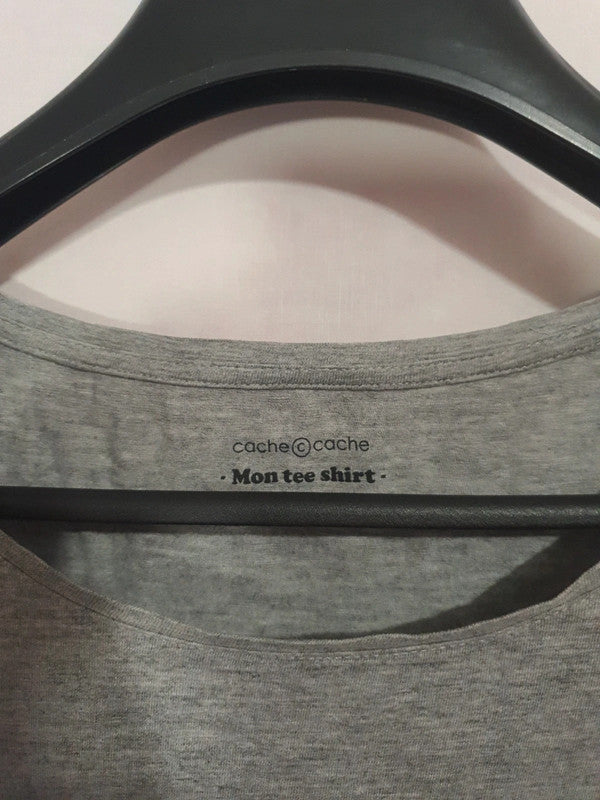 cache ⓒ cache
· Mon tee shirt ·